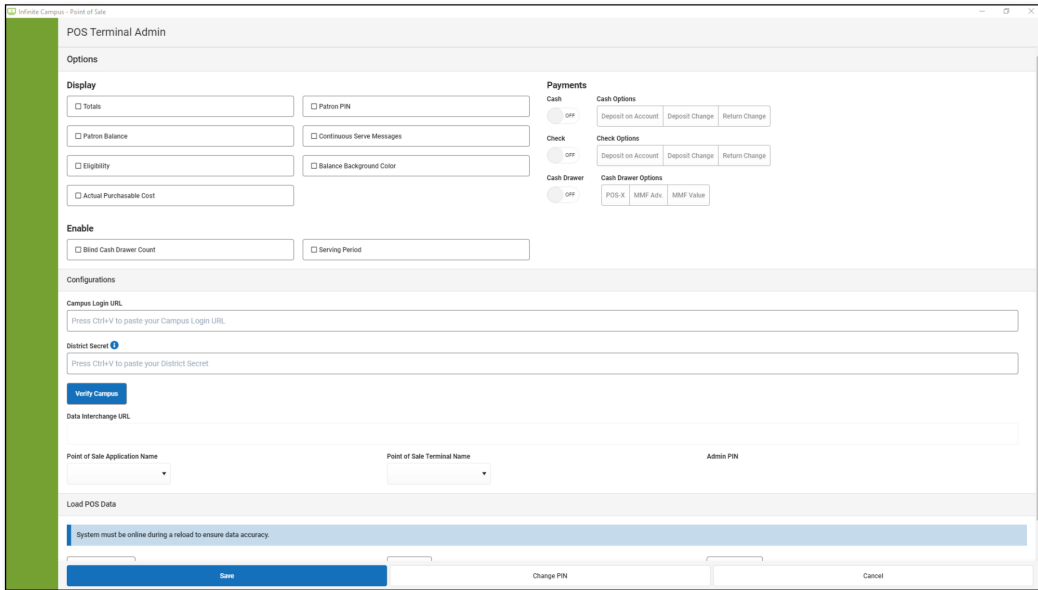 Infinite Campus - Point of Sale
POS Terminal Admin
Options
Display
Totals
Patron PIN
Patron Balance
Continuous Serve Messages
Eligibility
Balance Background Color
Actual Purchasable Cost
Enable
Blind Cash Drawer Count
Serving Period
Payments
Cash
Cash Options
OFF
Deposit on Account Deposit Change Return Change
Check
Check Options
OFF
Deposit on Account Deposit Change Return Change
Cash Drawer
Cash Drawer Options
OFF
POS-X MMF Adv. MMF Value
Configurations
Campus Login URL
Press Ctrl+V to paste your Campus Login URL
District Secret
Press Ctrl+V to paste your District Secret
Verify Campus
Data Interchange URL
Point of Sale Application Name
Point of Sale Terminal Name
Admin PIN
Load POS Data
System must be online during a reload to ensure data accuracy.
Save
Change PIN
Cancel